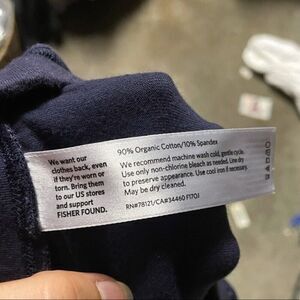 We want our
clothes back, even
if they're worn or
torn. Bring them
to our US stores
and support
FISHER FOUND.
90% Organic Cotton/10% Spandex
We recommend machine wash cold, gentle cycle.
Use only non-chlorine bleach as needed. Line dry
to preserve appearance. Use cool iron if necessary.
May be dry cleaned.
RN#78121/CA#34460 F17QJ